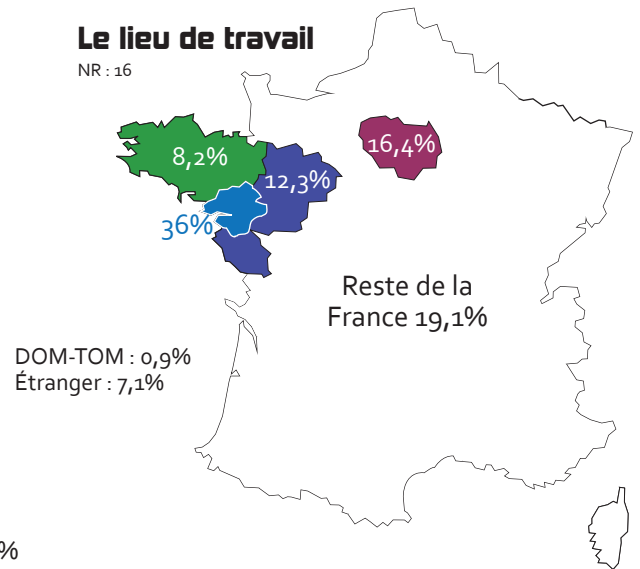 Le lieu de travail
NR : 16
8,2%
16,4%
12,3%
36%
Reste de la
France 19,1%
DOM-TOM : 0,9%
Étranger : 7,1%
%